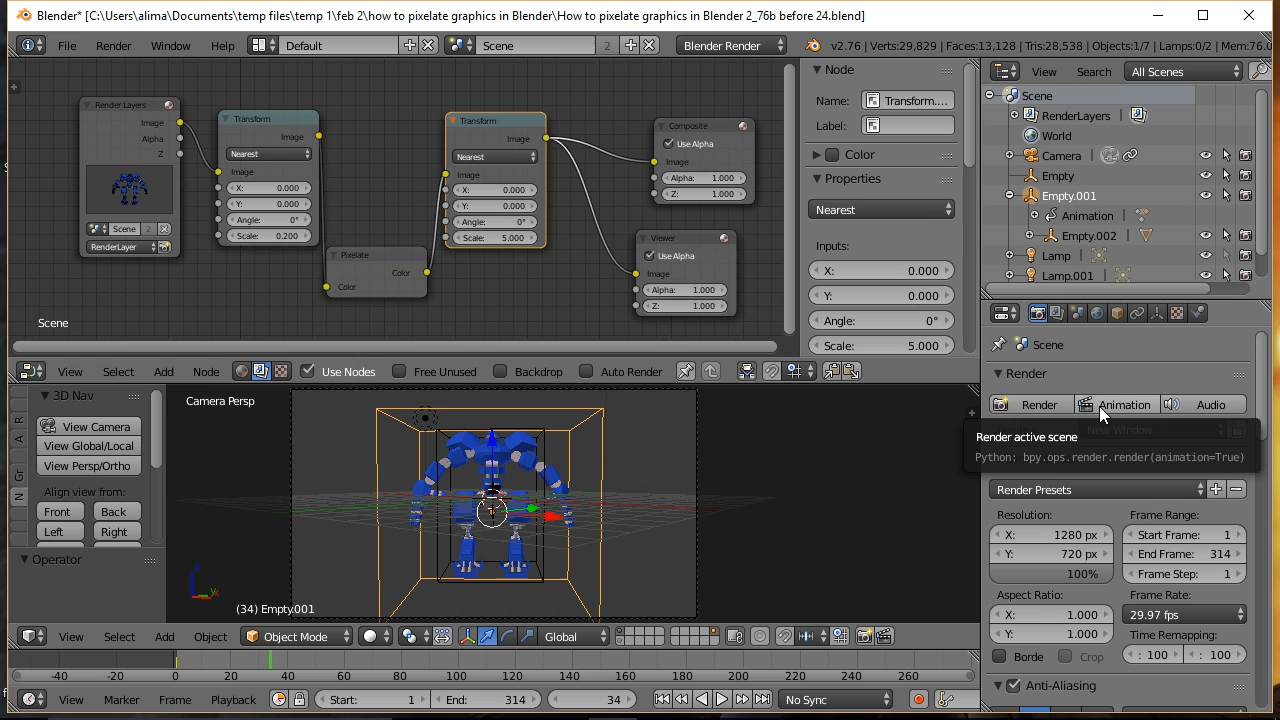 Blender* [C:\Users\alima\Documents\temp files\temp 1\feb 2\how to pixelate graphics in Blender\How to pixelate graphics in Blender 2_76b before 24.blend]
File Render Window Help Default Scene 2 Blender Render v2.76 | Verts:29,829 | Faces:13,128 | Tris:28,538 | Objects:1/7 | Lamps:0/2 | Mem:76.0
Render Layers
Image
Alpha
Z
Scene 2
RenderLayer
Transform
Image
Nearest
Image
X: 0.000
Y: 0.000
Angle: 0°
Scale: 0.200
Pixelate
Color
Color
Transform
Image
Nearest
Image
X: 0.000
Y: 0.000
Angle: 0°
Scale: 5.000
Composite
Use Alpha
Image
Alpha: 1.000
Z: 1.000
Viewer
Use Alpha
Image
Alpha: 1.000
Z: 1.000
Scene
Node
Name: Transform....
Label:
Color
Properties
Nearest
Inputs:
X: 0.000
Y: 0.000
Angle: 0°
Scale: 5.000
View Select Add Node Use Nodes Free Unused Backdrop Auto Render
View Search All Scenes
Scene
RenderLayers
World
Camera
Empty
Empty.001
Animation
Empty.002
Lamp
Lamp.001
Scene
Render
Render Animation Audio
New Window
Render active scene
Python: bpy.ops.render.render(animation=True)
Render Presets
Resolution:
X: 1280 px
Y: 720 px
100%
Aspect Ratio:
X: 1.000
Y: 1.000
Borde Crop
Frame Range:
Start Frame: 1
End Frame: 314
Frame Step: 1
Frame Rate:
29.97 fps
Time Remapping:
: 100 : 100
Anti-Aliasing
R
A
Gr
N
3D Nav
View Camera
View Global/Local
View Persp/Ortho
Align view from:
Front Back
Left Right
Operator
Camera Persp
z
y
(34) Empty.001
View Select Add Object Object Mode Global
-40 -20 0 20 40 60 80 100 120 140 160 180 200 220 240 260
View Marker Frame Playback Start: 1 End: 314 34 No Sync